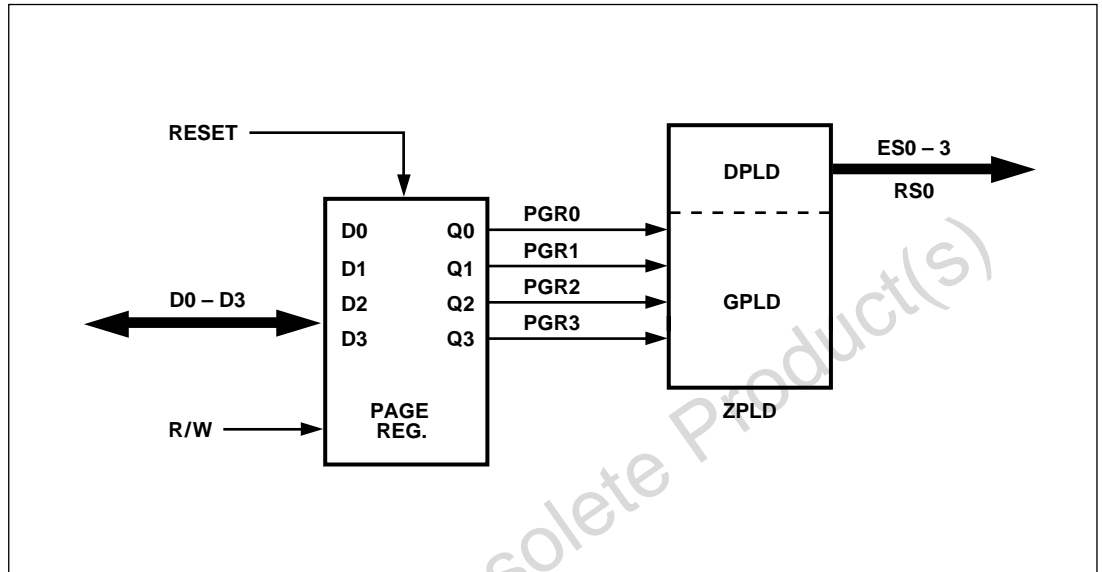 RESET
D0 – D3
R/W
D0 Q0
D1 Q1
D2 Q2
D3 Q3
PAGE
REG.
PGR0
PGR1
PGR2
PGR3
DPLD
GPLD
ZPLD
ES0 – 3
RS0
solete Product(s)